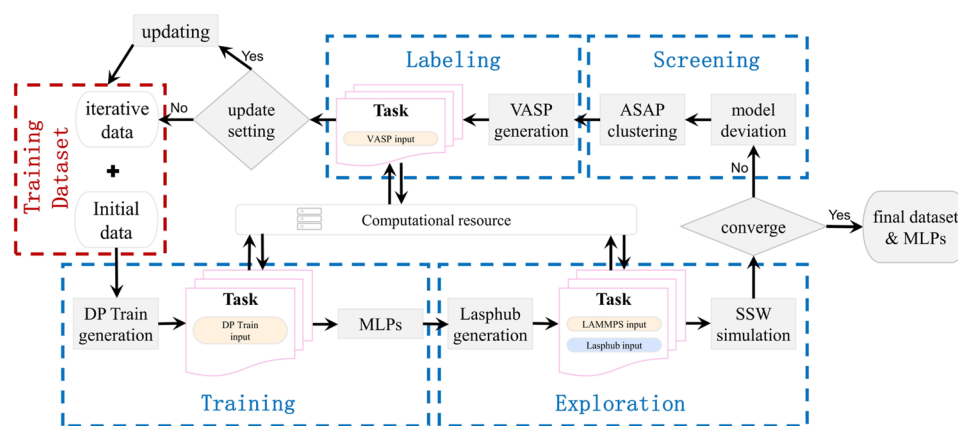 updating
Yes
Labeling
Screening
iterative
data
No
update
setting
Task
VASP input
VASP
generation
ASAP
clustering
model
deviation
Training
Dataset
+
Initial
data
No
Computational resource
converge
Yes
final dataset
& MLPs
DP Train
generation
Task
DP Train
input
MLPs
Lasphub
generation
Task
LAMMPS input
Lasphub input
SSW
simulation
Training
Exploration